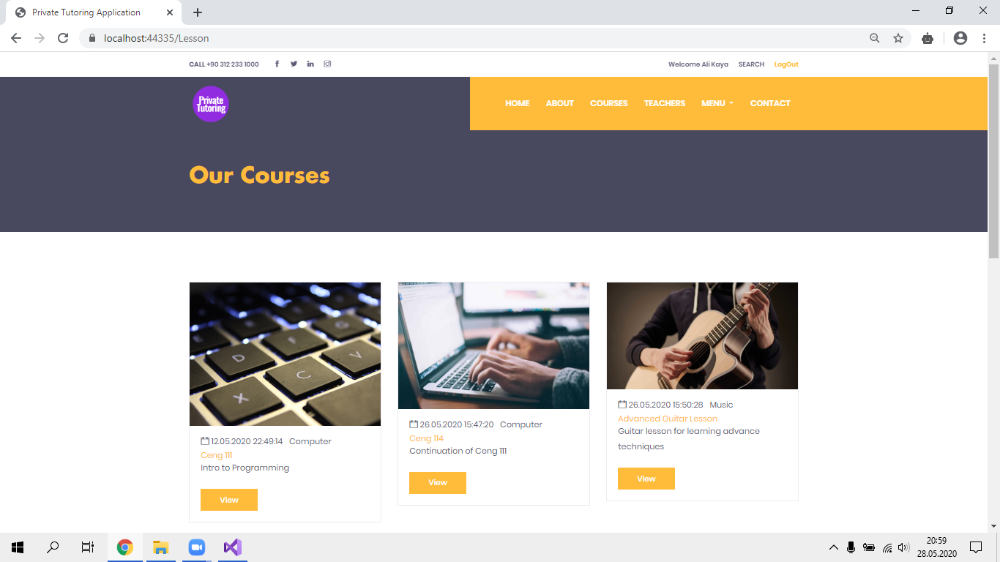 Private Tutoring Application
localhost:44335/Lesson
CALL +90 312 233 1000
Welcome Ali Kaya SEARCH LogOut
Private
Tutoring
HOME ABOUT COURSES TEACHERS MENU CONTACT
Our Courses
D F G
C V
X
12.05.2020 22:49:14 Computer
Ceng 111
Intro to Programming
View
26.05.2020 15:47:20 Computer
Ceng 114
Continuation of Ceng 111
View
26.05.2020 15:50:28 Music
Advanced Guitar Lesson
Guitar lesson for learning advance
techniques
View
20:59
28.05.2020